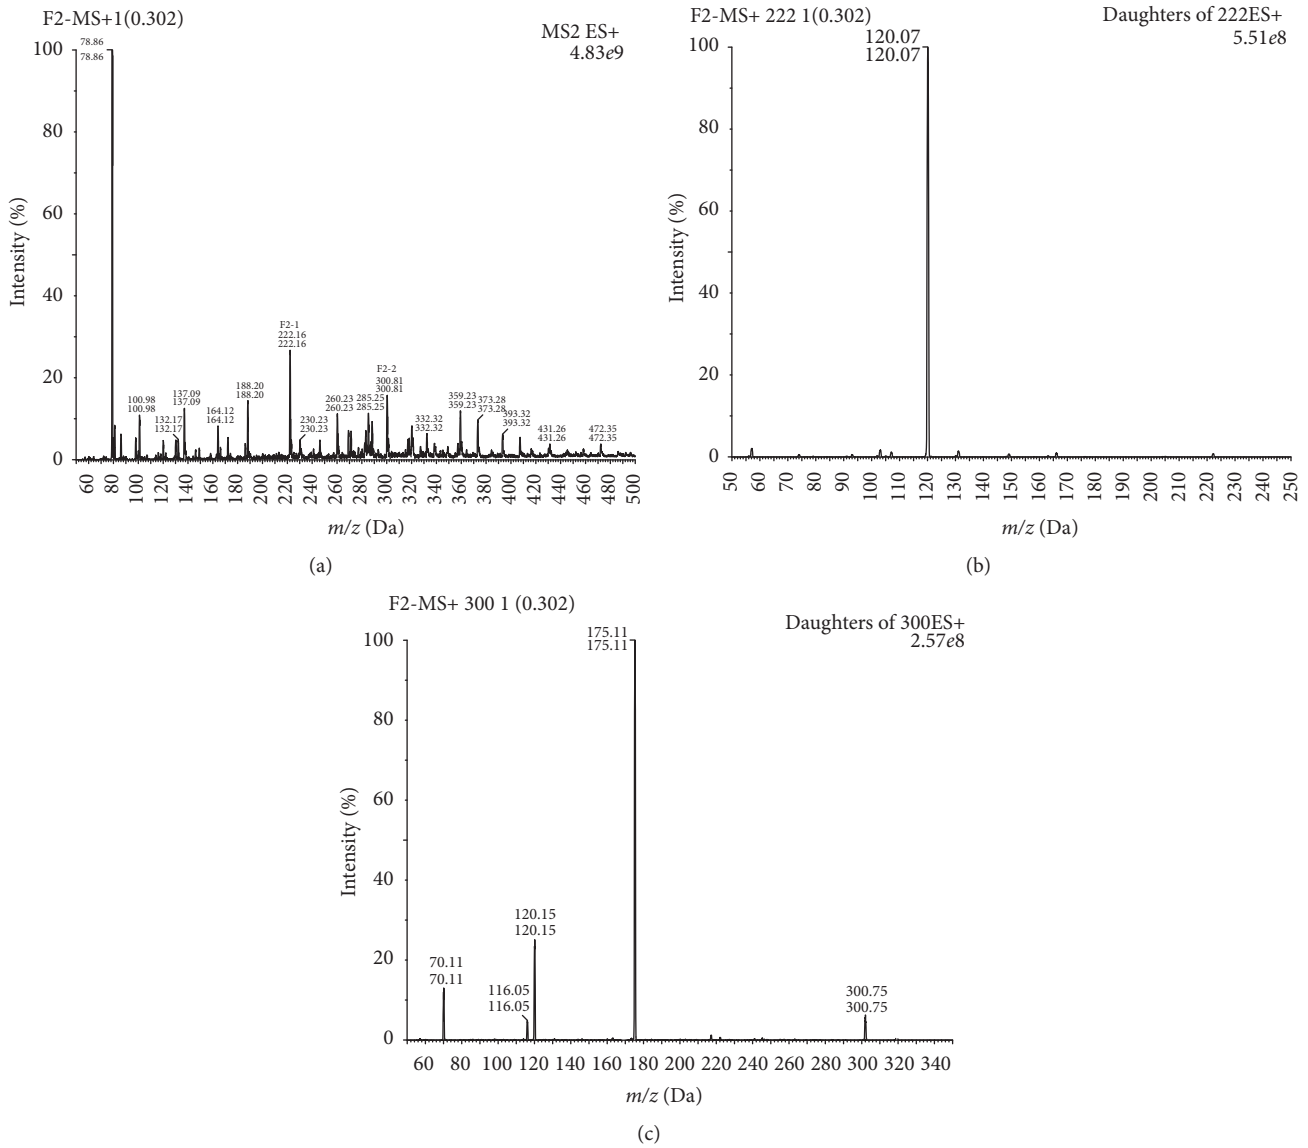 F2-MS+1(0.302)
MS2 ES+
4.83e9
100
80
60
40
20
0
Intensity (%)
78.86
78.86
100.98
100.98
132.17
132.17
137.09
137.09
164.12
164.12
188.20
188.20
F2-1
222.16
222.16
230.23
230.23
260.23
260.23
285.25
285.25
F2-2
300.81
300.81
332.32
332.32
359.23
359.23
373.28
373.28
393.32
393.32
431.26
431.26
472.35
472.35
60 80 100 120 140 160 180 200 220 240 260 280 300 320 340 360 380 400 420 440 460 480 500
m/z (Da)
(a)
F2-MS+ 222 1(0.302)
Daughters of 222ES+
5.51e8
100
80
60
40
20
0
Intensity (%)
120.07
120.07
50 60 70 80 90 100 110 120 130 140 150 160 170 180 190 200 210 220 230 240 250
m/z (Da)
(b)
F2-MS+ 300 1 (0.302)
Daughters of 300ES+
2.57e8
100
80
60
40
20
0
Intensity (%)
70.11
70.11
116.05
116.05
120.15
120.15
175.11
175.11
300.75
300.75
60 80 100 120 140 160 180 200 220 240 260 280 300 320 340
m/z (Da)
(c)